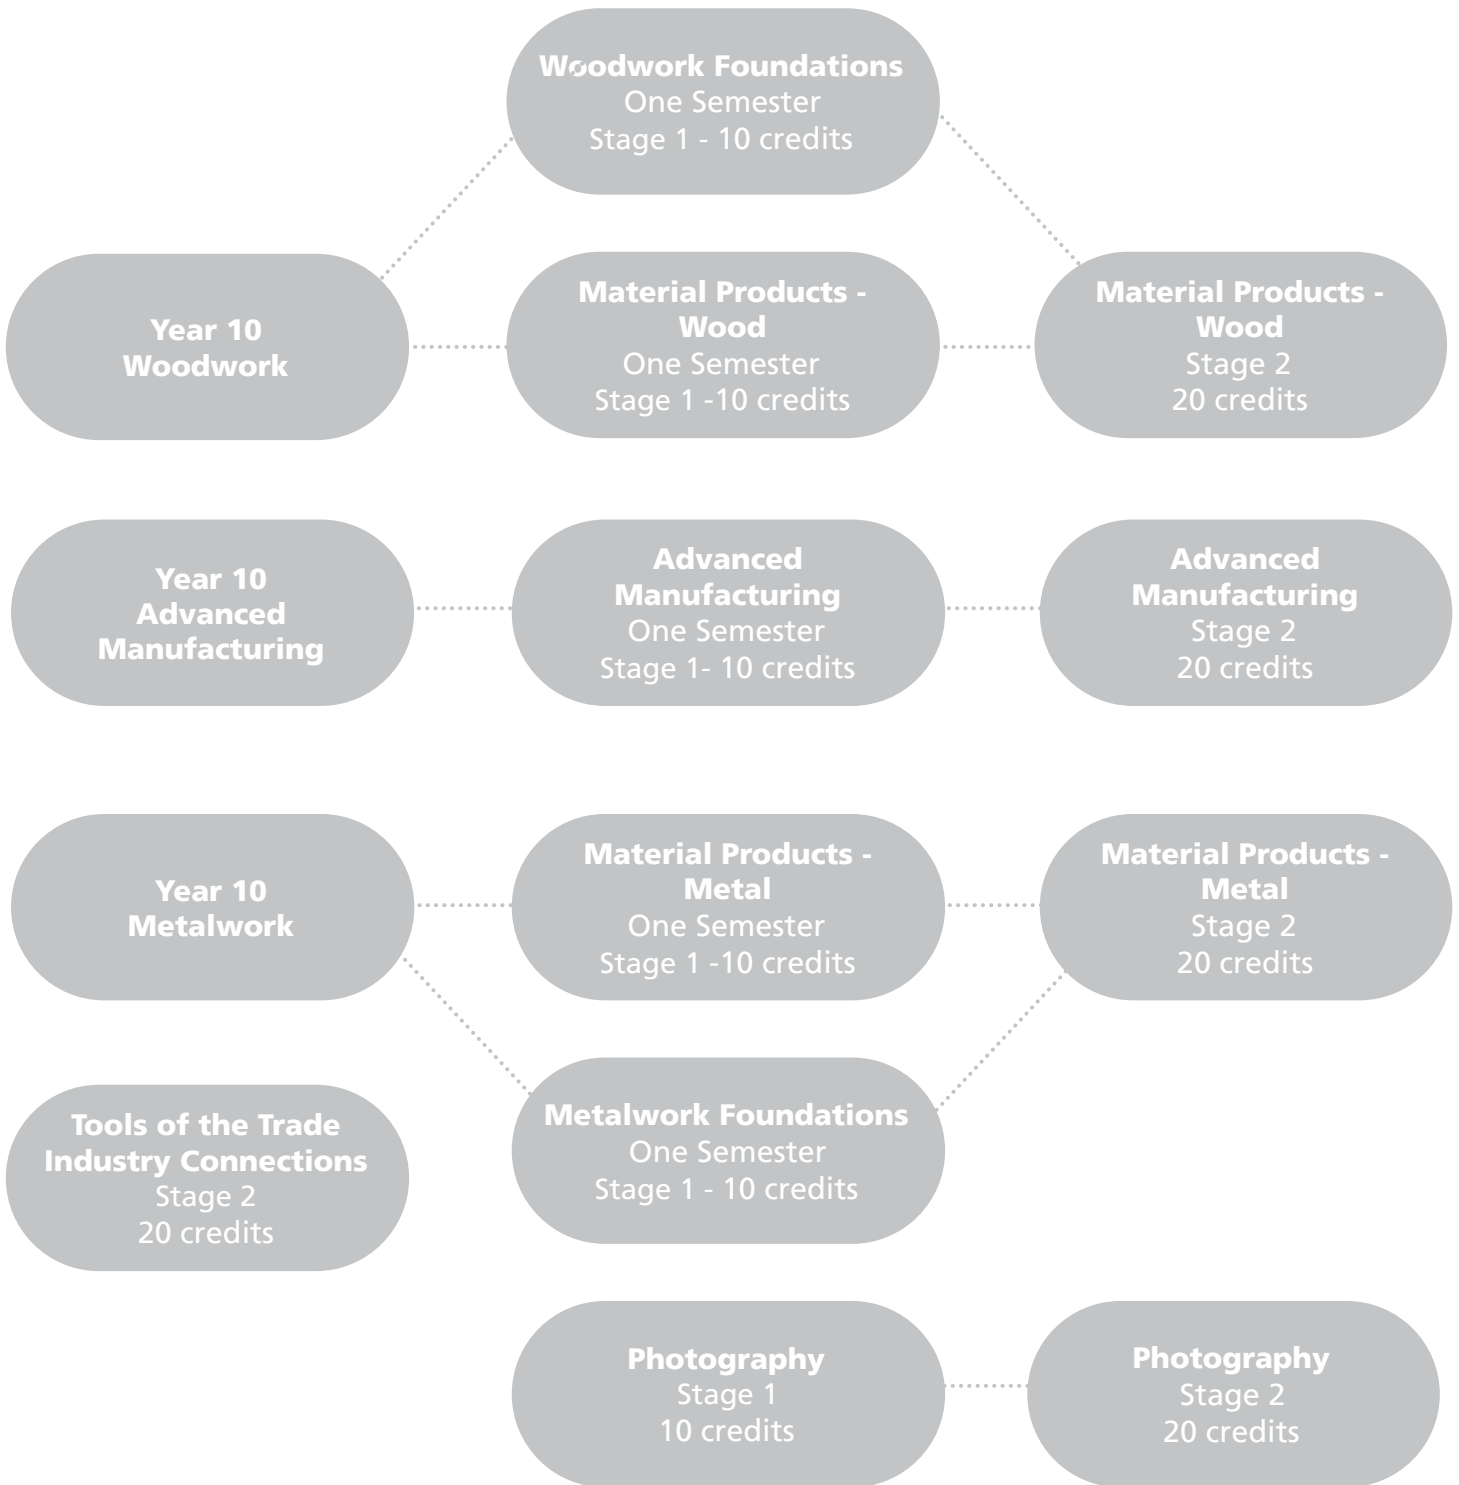 Woodwork Foundations
One Semester
Stage 1 - 10 credits
Year 10
Woodwork
Material Products -
Wood
One Semester
Stage 1 -10 credits
Material Products -
Wood
Stage 2
20 credits
Year 10
Advanced
Manufacturing
Advanced
Manufacturing
One Semester
Stage 1- 10 credits
Advanced
Manufacturing
Stage 2
20 credits
Year 10
Metalwork
Material Products -
Metal
One Semester
Stage 1 -10 credits
Material Products -
Metal
Stage 2
20 credits
Tools of the Trade
Industry Connections
Stage 2
20 credits
Metalwork Foundations
One Semester
Stage 1 - 10 credits
Photography
Stage 1
10 credits
Photography
Stage 2
20 credits